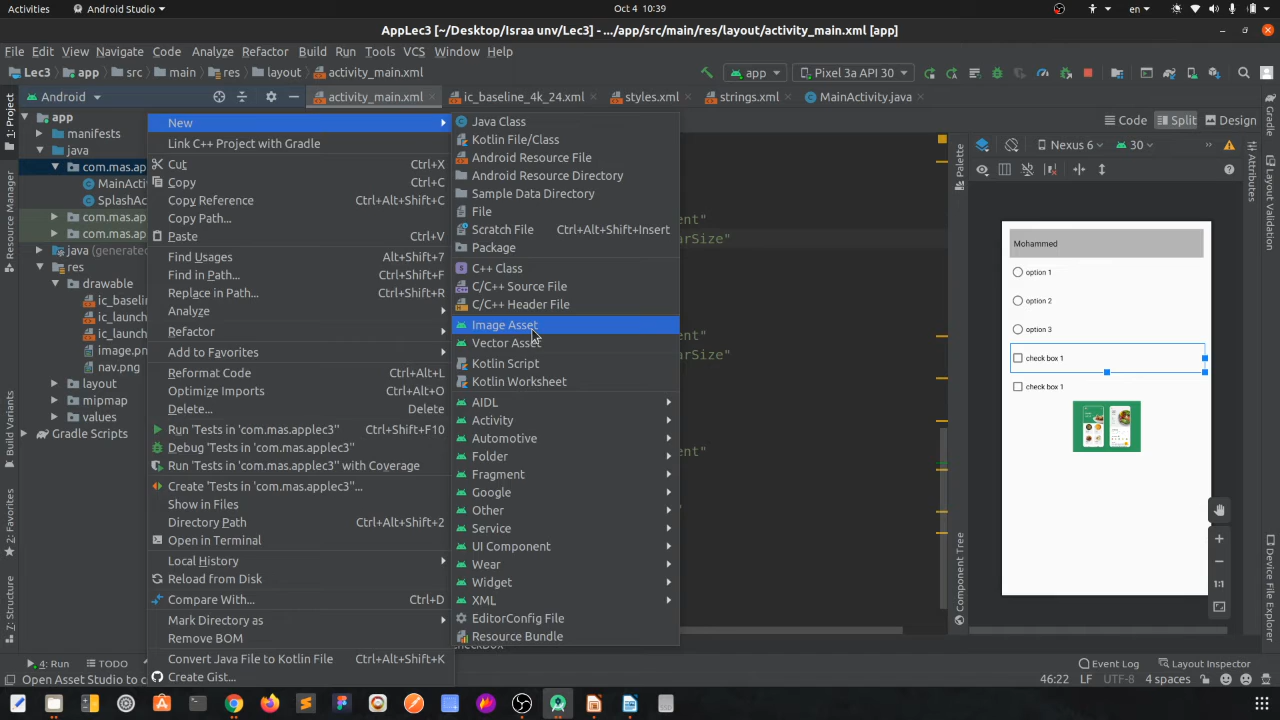 Activities
Android Studio
Oct 4 10:39
en
AppLec3 [~/Desktop/Israa unv/Lec3] - .../app/src/main/res/layout/activity_main.xml [app]
File Edit View Navigate Code Analyze Refactor Build Run Tools VCS Window Help
Lec3 app src main res layout activity_main.xml
app
Pixel 3a API 30
Android
activity_main.xml
ic_baseline_4k_24.xml
styles.xml
strings.xml
MainActivity.java
Code Split Design
1: Project
Resource Manager
Build Variants
2: Favorites
Z: Structure
app
manifests
java
com.mas.ap
MainActi
SplashAc
com.mas.ap
com.mas.ap
java (generated
res
drawable
ic_baseli
ic_launch
ic_launch
image.pn
nav.png
layout
mipmap
values
Gradle Scripts
New
Link C++ Project with Gradle
Cut Ctrl+X
Copy Ctrl+C
Copy Reference Ctrl+Alt+Shift+C
Copy Path...
Paste Ctrl+V
Find Usages Alt+Shift+7
Find in Path...
Replace in Path...
Analyze
Refactor
Add to Favorites
Reformat Code Ctrl+Alt+L
Optimize Imports Ctrl+Alt+O
Delete... Delete
Run 'Tests in 'com.mas.applec3'' Ctrl+Shift+F10
Debug 'Tests in 'com.mas.applec3''
Run 'Tests in 'com.mas.applec3'' with Coverage
Create 'Tests in 'com.mas.applec3''...
Show in Files
Directory Path Ctrl+Alt+Shift+2
Open in Terminal
Local History
Reload from Disk
Compare With... Ctrl+D
Mark Directory as
Remove BOM
Convert Java File to Kotlin File Ctrl+Alt+Shift+K
Create Gist...
Java Class
Kotlin File/Class
Android Resource File
Android Resource Directory
Sample Data Directory
File
Scratch File Ctrl+Alt+Shift+Insert
Package
C++ Class
C/C++ Source File
C/C++ Header File
Image Asset
Vector Asset
Kotlin Script
Kotlin Worksheet
AIDL
Activity
Automotive
Folder
Fragment
Google
Other
Service
UI Component
Wear
Widget
XML
EditorConfig File
Resource Bundle
ent"
arSize"
ent"
arSize"
ent"
Palette
Component Tree
Nexus 6
30
Mohammed
option 1
option 2
option 3
check box 1
check box 1
1:1
Gradle
Layout Validation
Attributes
Device File Explorer
4: Run
TODO
Event Log
Layout Inspector
Open Asset Studio to c
46:22 LF UTF-8 4 spaces